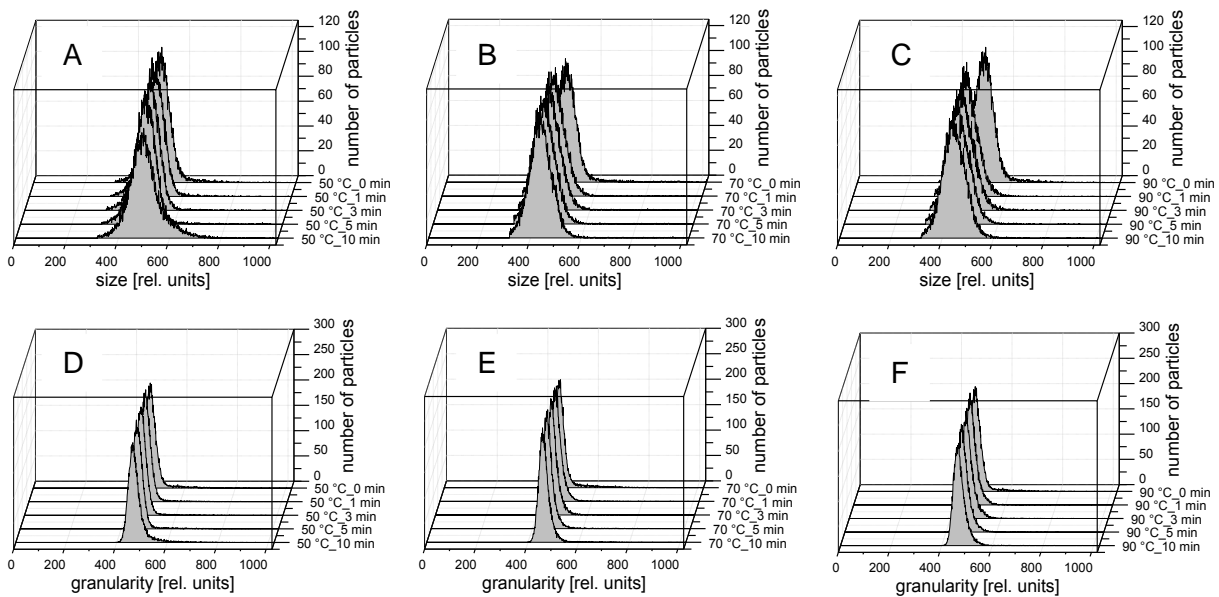 A
120
100
80
60
40
20
0
number of particles
50 °C_0 min
50 °C_1 min
50 °C_3 min
50 °C_5 min
50 °C_10 min
0 200 400 600 800 1000
size [rel. units]
B
120
100
80
60
40
20
0
number of particles
70 °C_0 min
70 °C_1 min
70 °C_3 min
70 °C_5 min
70 °C_10 min
0 200 400 600 800 1000
size [rel. units]
C
120
100
80
60
40
20
0
number of particles
90 °C_0 min
90 °C_1 min
90 °C_3 min
90 °C_5 min
90 °C_10 min
0 200 400 600 800 1000
size [rel. units]
D
300
250
200
150
100
50
0
number of particles
50 °C_0 min
50 °C_1 min
50 °C_3 min
50 °C_5 min
50 °C_10 min
0 200 400 600 800 1000
granularity [rel. units]
E
300
250
200
150
100
50
0
number of particles
70 °C_0 min
70 °C_1 min
70 °C_3 min
70 °C_5 min
70 °C_10 min
0 200 400 600 800 1000
granularity [rel. units]
F
300
250
200
150
100
50
0
number of particles
90 °C_0 min
90 °C_1 min
90 °C_3 min
90 °C_5 min
90 °C_10 min
0 200 400 600 800 1000
granularity [rel. units]